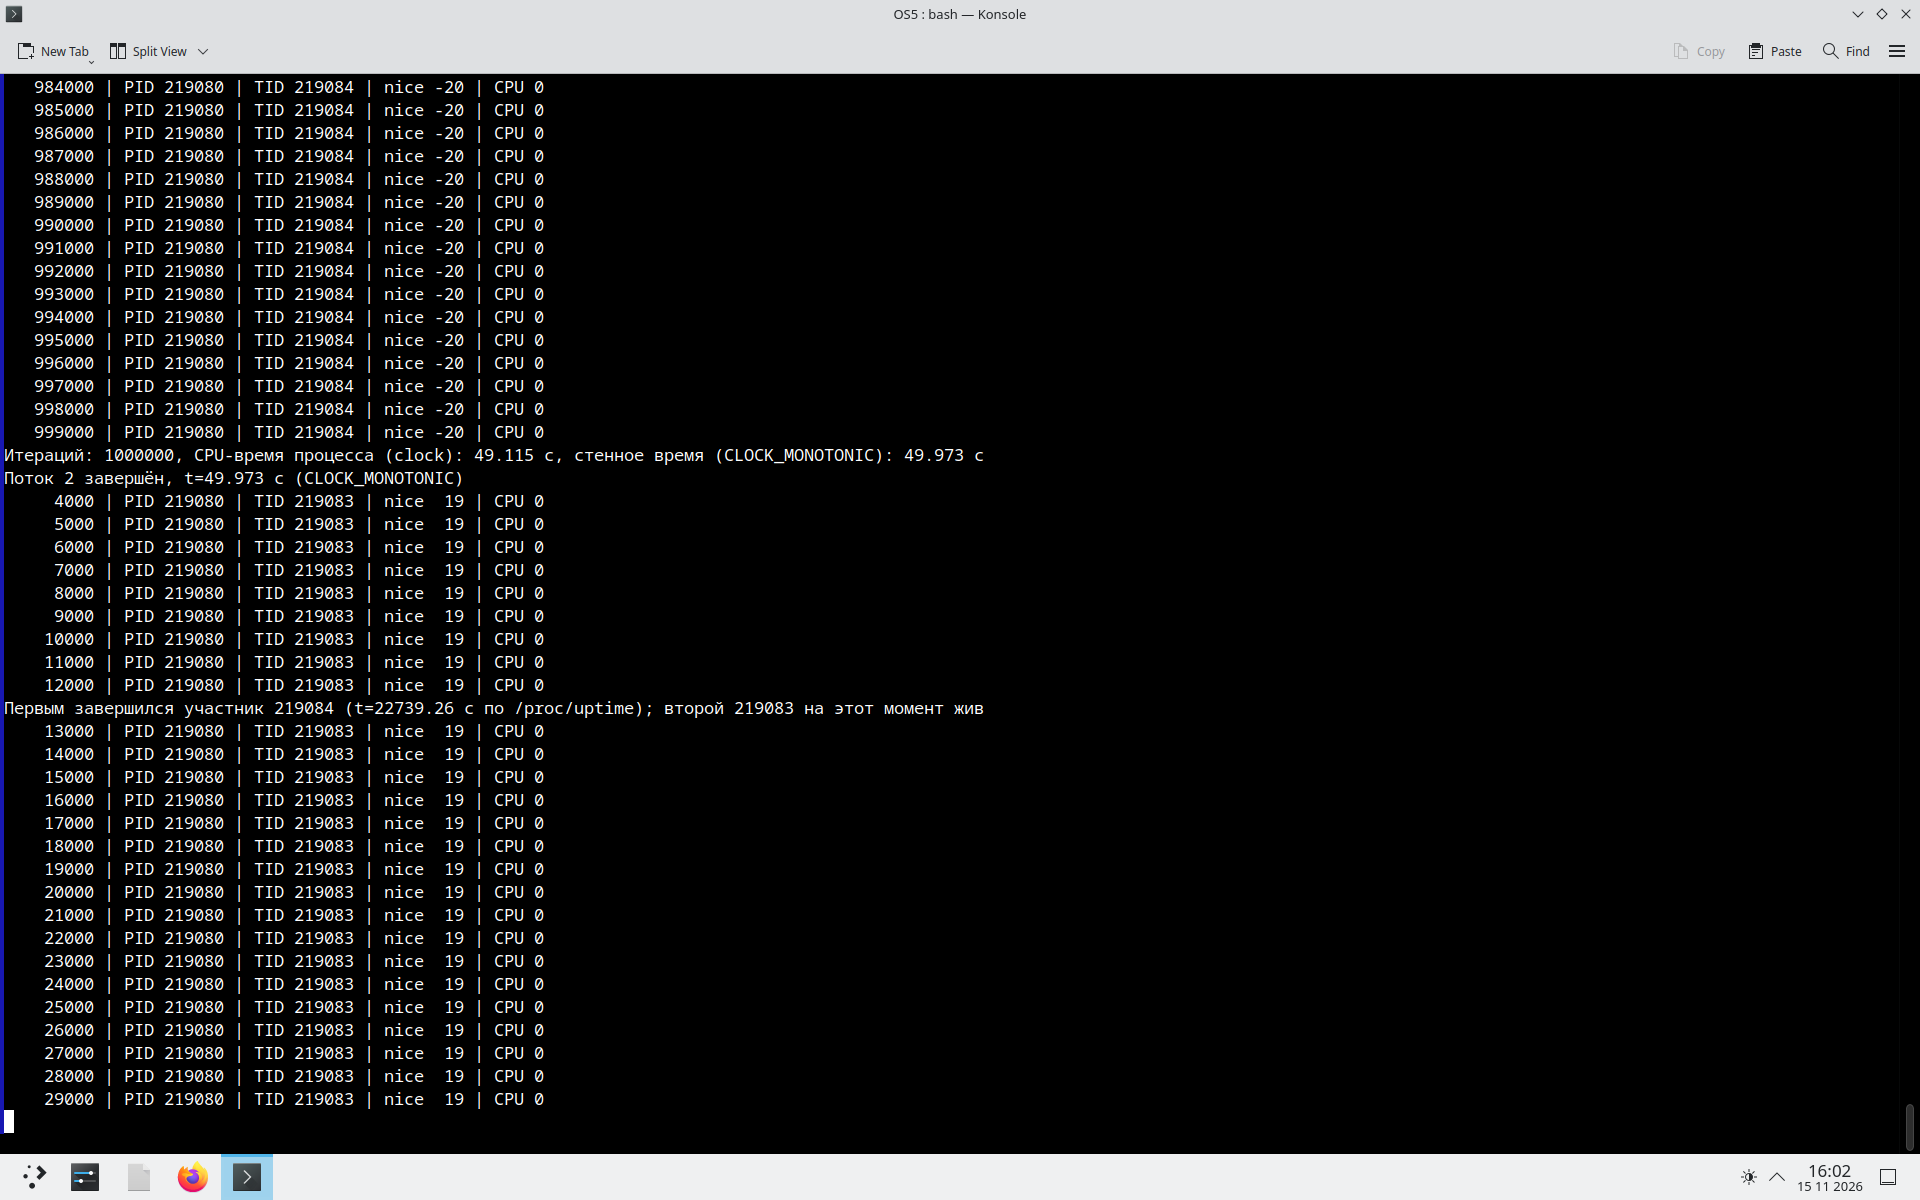 OS5 : bash — Konsole
New Tab Split View Copy Paste Find
984000 | PID 219080 | TID 219084 | nice -20 | CPU 0
985000 | PID 219080 | TID 219084 | nice -20 | CPU 0
986000 | PID 219080 | TID 219084 | nice -20 | CPU 0
987000 | PID 219080 | TID 219084 | nice -20 | CPU 0
988000 | PID 219080 | TID 219084 | nice -20 | CPU 0
989000 | PID 219080 | TID 219084 | nice -20 | CPU 0
990000 | PID 219080 | TID 219084 | nice -20 | CPU 0
991000 | PID 219080 | TID 219084 | nice -20 | CPU 0
992000 | PID 219080 | TID 219084 | nice -20 | CPU 0
993000 | PID 219080 | TID 219084 | nice -20 | CPU 0
994000 | PID 219080 | TID 219084 | nice -20 | CPU 0
995000 | PID 219080 | TID 219084 | nice -20 | CPU 0
996000 | PID 219080 | TID 219084 | nice -20 | CPU 0
997000 | PID 219080 | TID 219084 | nice -20 | CPU 0
998000 | PID 219080 | TID 219084 | nice -20 | CPU 0
999000 | PID 219080 | TID 219084 | nice -20 | CPU 0
Итераций: 1000000, CPU-время процесса (clock): 49.115 с, стенное время (CLOCK_MONOTONIC): 49.973 с
Поток 2 завершён, t=49.973 с (CLOCK_MONOTONIC)
4000 | PID 219080 | TID 219083 | nice  19 | CPU 0
5000 | PID 219080 | TID 219083 | nice  19 | CPU 0
6000 | PID 219080 | TID 219083 | nice  19 | CPU 0
7000 | PID 219080 | TID 219083 | nice  19 | CPU 0
8000 | PID 219080 | TID 219083 | nice  19 | CPU 0
9000 | PID 219080 | TID 219083 | nice  19 | CPU 0
10000 | PID 219080 | TID 219083 | nice  19 | CPU 0
11000 | PID 219080 | TID 219083 | nice  19 | CPU 0
12000 | PID 219080 | TID 219083 | nice  19 | CPU 0
Первым завершился участник 219084 (t=22739.26 с по /proc/uptime); второй 219083 на этот момент жив
13000 | PID 219080 | TID 219083 | nice  19 | CPU 0
14000 | PID 219080 | TID 219083 | nice  19 | CPU 0
15000 | PID 219080 | TID 219083 | nice  19 | CPU 0
16000 | PID 219080 | TID 219083 | nice  19 | CPU 0
17000 | PID 219080 | TID 219083 | nice  19 | CPU 0
18000 | PID 219080 | TID 219083 | nice  19 | CPU 0
19000 | PID 219080 | TID 219083 | nice  19 | CPU 0
20000 | PID 219080 | TID 219083 | nice  19 | CPU 0
21000 | PID 219080 | TID 219083 | nice  19 | CPU 0
22000 | PID 219080 | TID 219083 | nice  19 | CPU 0
23000 | PID 219080 | TID 219083 | nice  19 | CPU 0
24000 | PID 219080 | TID 219083 | nice  19 | CPU 0
25000 | PID 219080 | TID 219083 | nice  19 | CPU 0
26000 | PID 219080 | TID 219083 | nice  19 | CPU 0
27000 | PID 219080 | TID 219083 | nice  19 | CPU 0
28000 | PID 219080 | TID 219083 | nice  19 | CPU 0
29000 | PID 219080 | TID 219083 | nice  19 | CPU 0
16:02
15 11 2026